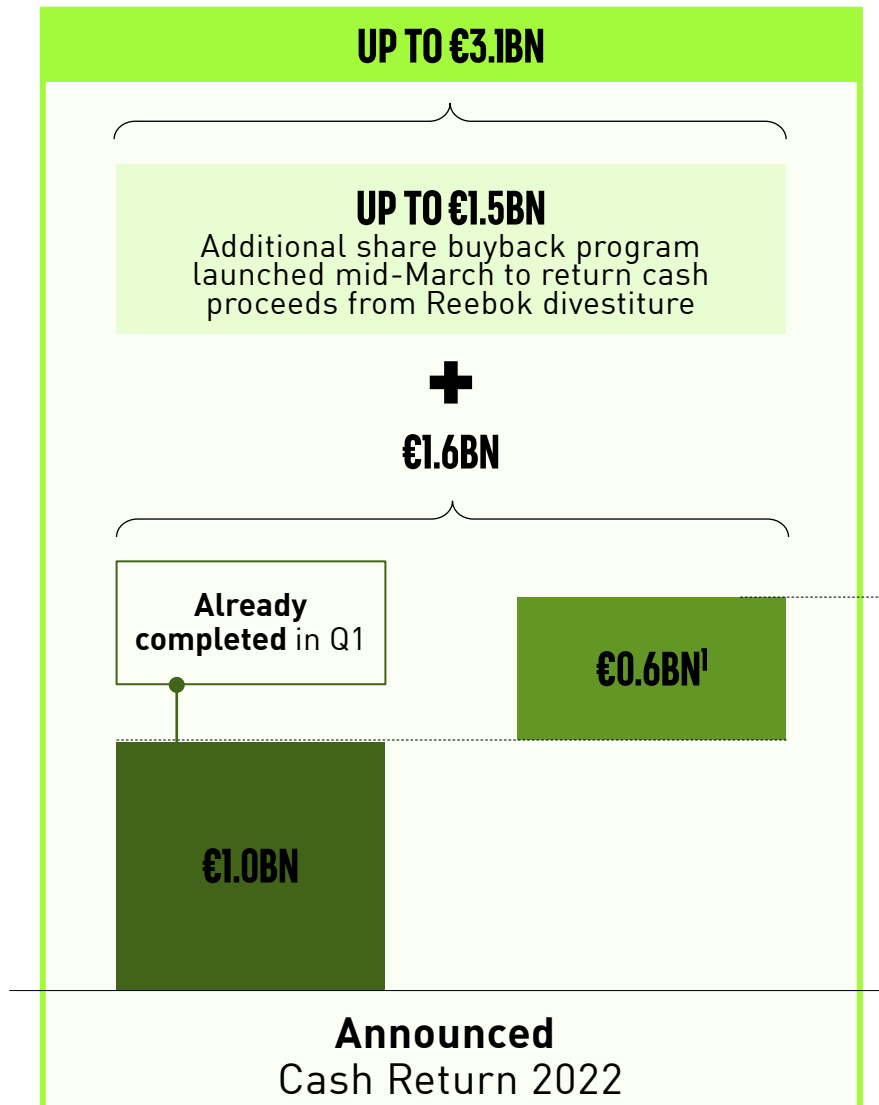 UP TO €3.1BN
UP TO €1.5BN
Additional share buyback program
launched mid-March to return cash
proceeds from Reebok divestiture
+
€1.6BN
Already
completed in Q1
€0.6BN¹
€1.0BN
Announced
Cash Return 2022